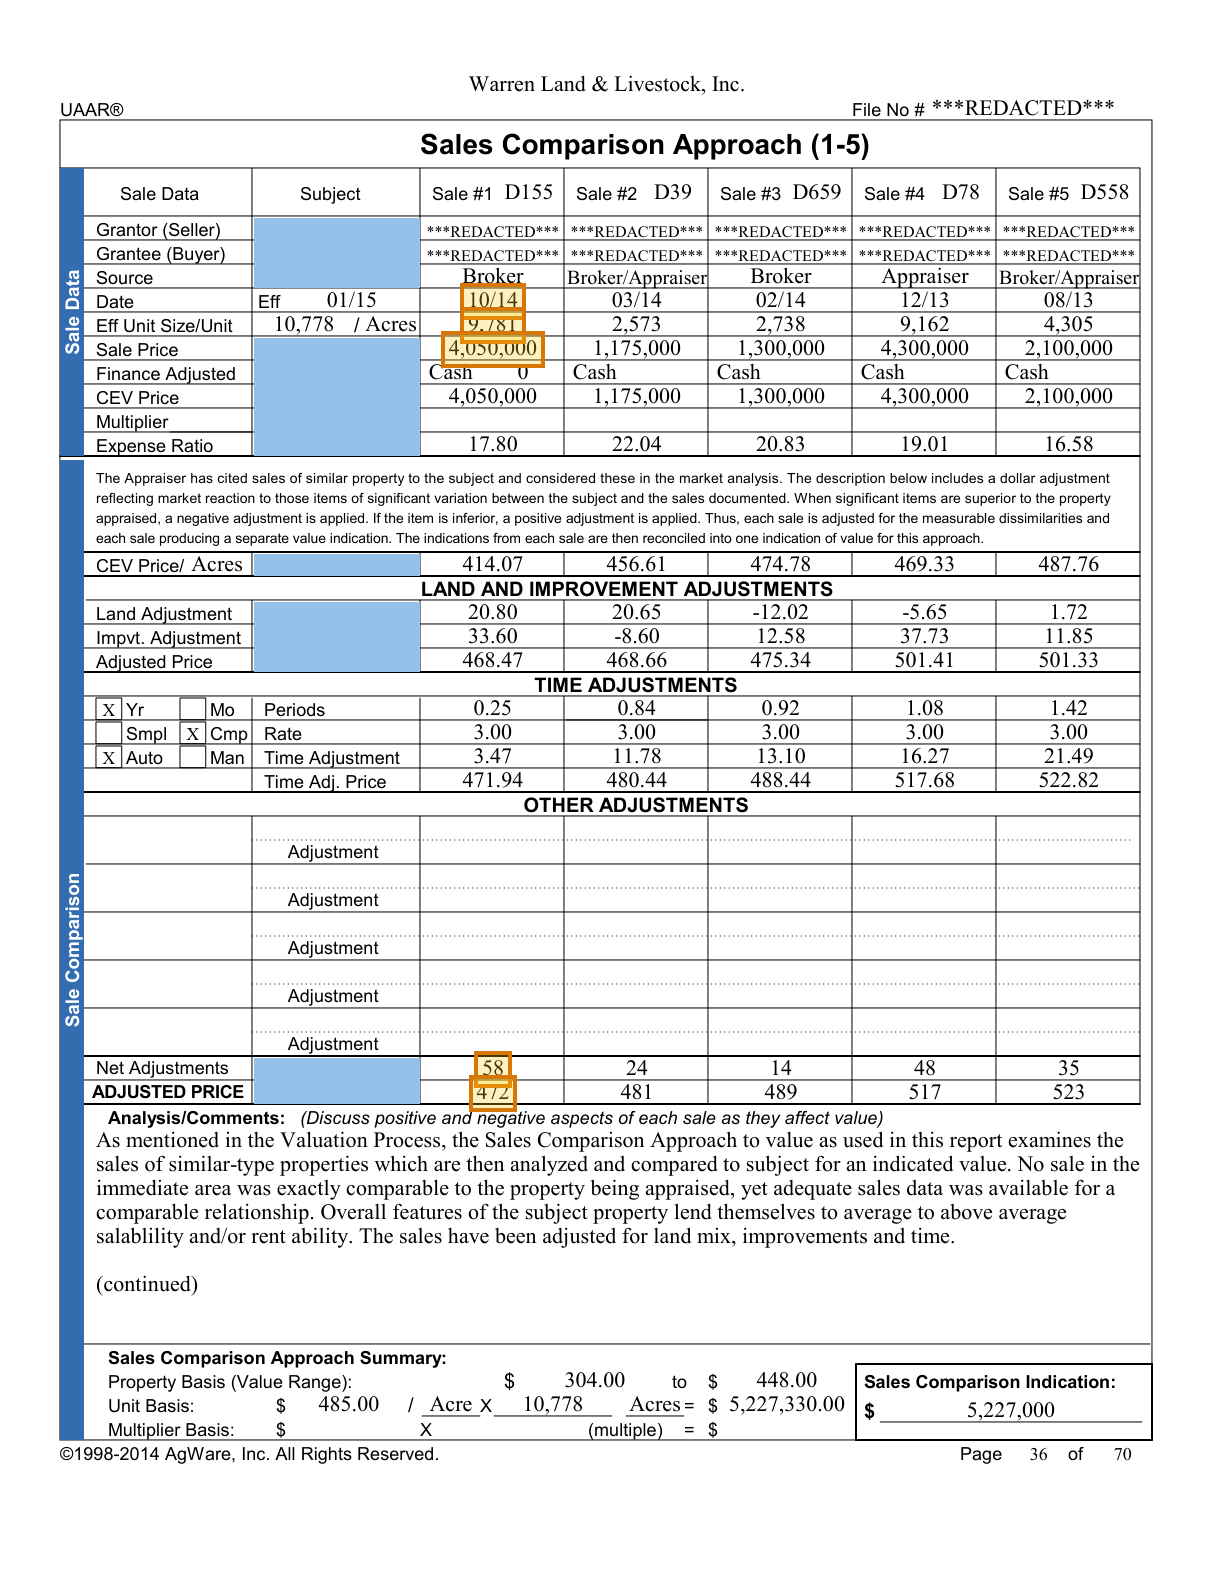 Warren Land & Livestock, Inc.
UAAR® File No # ***REDACTED***
Sales Comparison Approach (1-5)
Sale Data Subject Sale #1 D155 Sale #2 D39 Sale #3 D659 Sale #4 D78 Sale #5 D558
Grantor (Seller) ***REDACTED*** ***REDACTED*** ***REDACTED*** ***REDACTED*** ***REDACTED***
Grantee (Buyer) ***REDACTED*** ***REDACTED*** ***REDACTED*** ***REDACTED*** ***REDACTED***
Source Broker Broker/Appraiser Broker Appraiser Broker/Appraiser
Date Eff 01/15 10/14 03/14 02/14 12/13 08/13
Eff Unit Size/Unit 10,778 / Acres 9,781 2,573 2,738 9,162 4,305
Sale Price 4,050,000 1,175,000 1,300,000 4,300,000 2,100,000
Finance Adjusted Cash 0 Cash Cash Cash Cash
CEV Price 4,050,000 1,175,000 1,300,000 4,300,000 2,100,000
Multiplier
Expense Ratio 17.80 22.04 20.83 19.01 16.58
Sale Data
The Appraiser has cited sales of similar property to the subject and considered these in the market analysis. The description below includes a dollar adjustment
reflecting market reaction to those items of significant variation between the subject and the sales documented. When significant items are superior to the property
appraised, a negative adjustment is applied. If the item is inferior, a positive adjustment is applied. Thus, each sale is adjusted for the measurable dissimilarities and
each sale producing a separate value indication. The indications from each sale are then reconciled into one indication of value for this approach.
CEV Price/ Acres 414.07 456.61 474.78 469.33 487.76
LAND AND IMPROVEMENT ADJUSTMENTS
Land Adjustment 20.80 20.65 -12.02 -5.65 1.72
Impvt. Adjustment 33.60 -8.60 12.58 37.73 11.85
Adjusted Price 468.47 468.66 475.34 501.41 501.33
TIME ADJUSTMENTS
X Yr Mo Periods 0.25 0.84 0.92 1.08 1.42
Smpl X Cmp Rate 3.00 3.00 3.00 3.00 3.00
X Auto Man Time Adjustment 3.47 11.78 13.10 16.27 21.49
Time Adj. Price 471.94 480.44 488.44 517.68 522.82
OTHER ADJUSTMENTS
Adjustment
Adjustment
Adjustment
Adjustment
Adjustment
Sale Comparison
Net Adjustments 58 24 14 48 35
ADJUSTED PRICE 472 481 489 517 523
Analysis/Comments: (Discuss positive and negative aspects of each sale as they affect value)
As mentioned in the Valuation Process, the Sales Comparison Approach to value as used in this report examines the
sales of similar-type properties which are then analyzed and compared to subject for an indicated value. No sale in the
immediate area was exactly comparable to the property being appraised, yet adequate sales data was available for a
comparable relationship. Overall features of the subject property lend themselves to average to above average
salablility and/or rent ability. The sales have been adjusted for land mix, improvements and time.
(continued)
Sales Comparison Approach Summary:
Property Basis (Value Range): $ 304.00 to $ 448.00
Unit Basis: $ 485.00 / Acre X 10,778 Acres = $ 5,227,330.00
Multiplier Basis: $ X (multiple) = $
Sales Comparison Indication:
$ 5,227,000
©1998-2014 AgWare, Inc. All Rights Reserved. Page 36 of 70